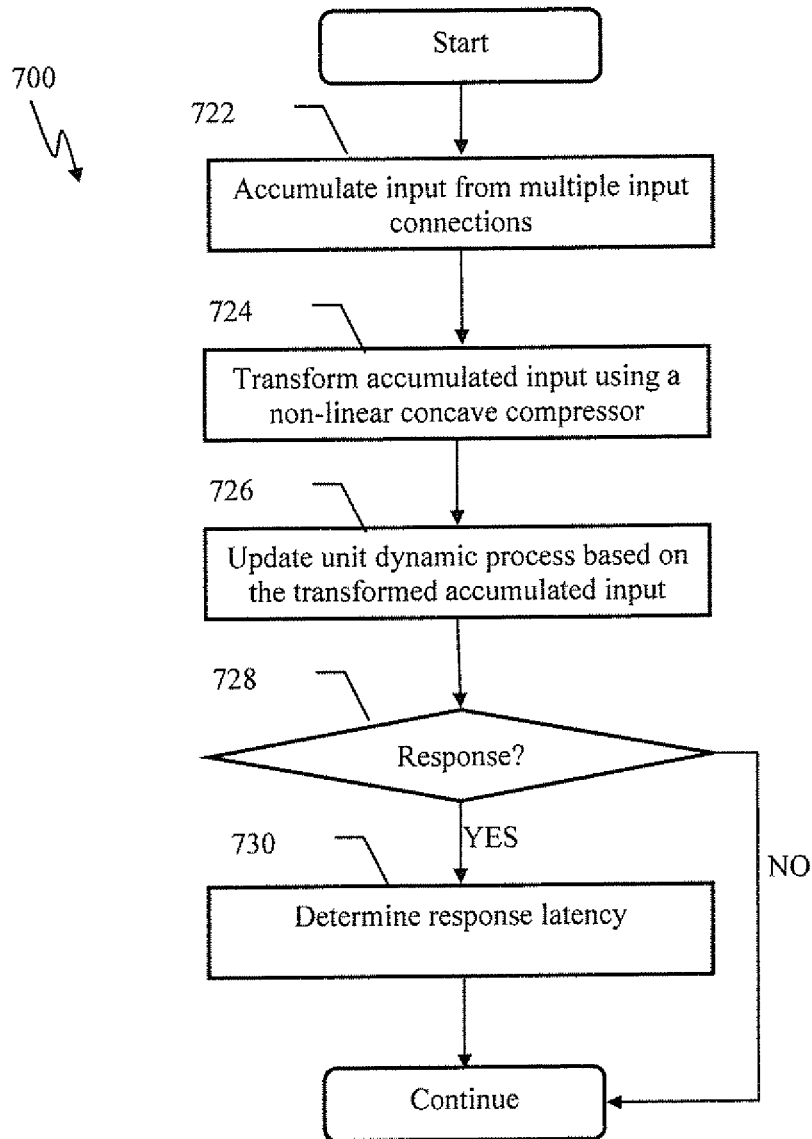 Start
700
722
Accumulate input from multiple input
connections
724
Transform accumulated input using a
non-linear concave compressor
726
Update unit dynamic process based on
the transformed accumulated input
728
Response?
YES
NO
730
Determine response latency
Continue